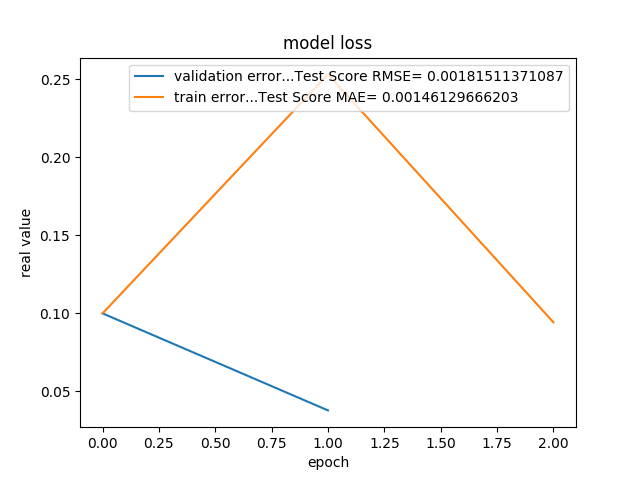 model loss
validation error...Test Score RMSE= 0.00181511371087
train error...Test Score MAE= 0.00146129666203
0.25
0.20
0.15
0.10
0.05
real value
0.00 0.25 0.50 0.75 1.00 1.25 1.50 1.75 2.00
epoch